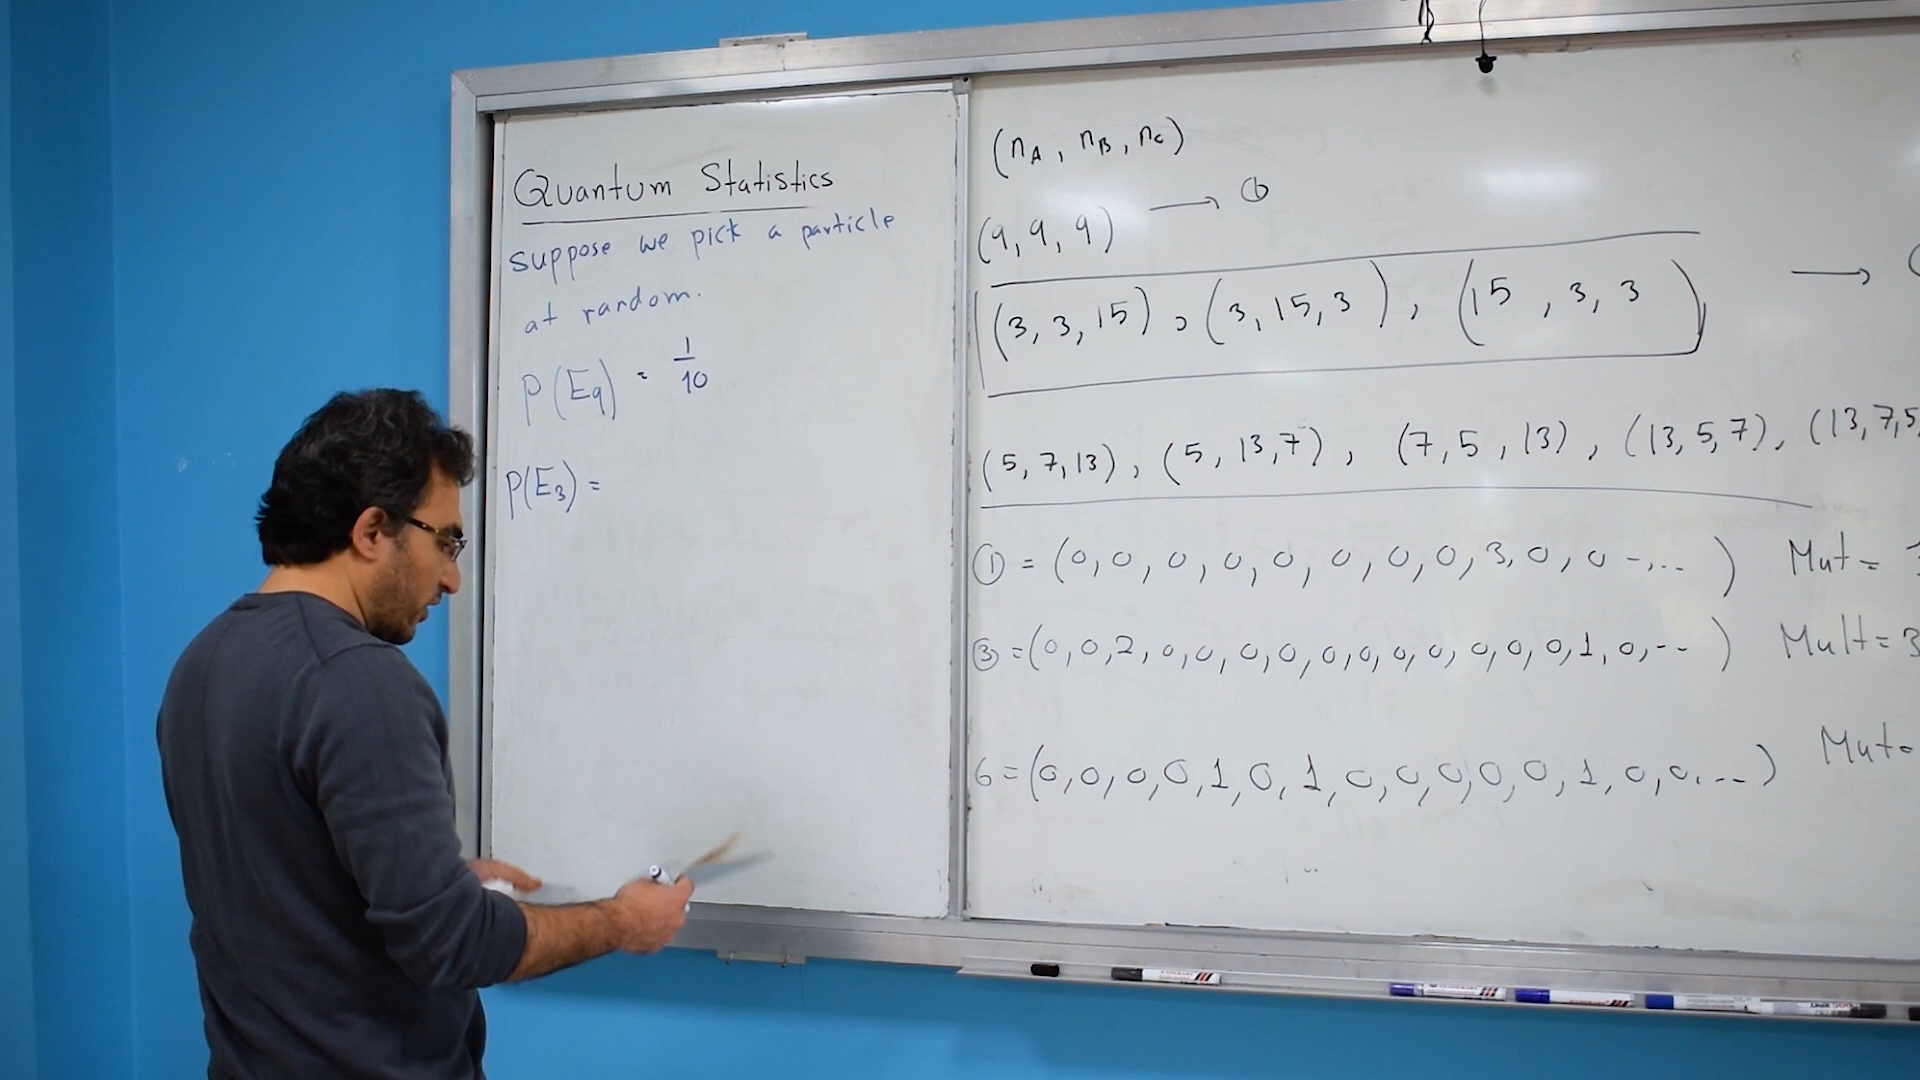 Quantum Statistics
suppose we pick a particle
at random.
P(E9) = 1/10
P(E3) =
(nA, nB, nC)
(9, 9, 9) → ①
(3, 3, 15), (3, 15, 3), (15, 3, 3) →
(5, 7, 13), (5, 13, 7), (7, 5, 13), (13, 5, 7), (13, 7, 5,
① = (0, 0, 0, 0, 0, 0, 0, 0, 3, 0, 0 -, ... ) Mut =
③ = (0, 0, 2, 0, 0, 0, 0, 0, 0, 0, 0, 0, 0, 0, 1, 0, -- ) Mult = 3
6 = (0, 0, 0, 0, 1, 0, 1, 0, 0, 0, 0, 0, 1, 0, 0, ... ) Mut=